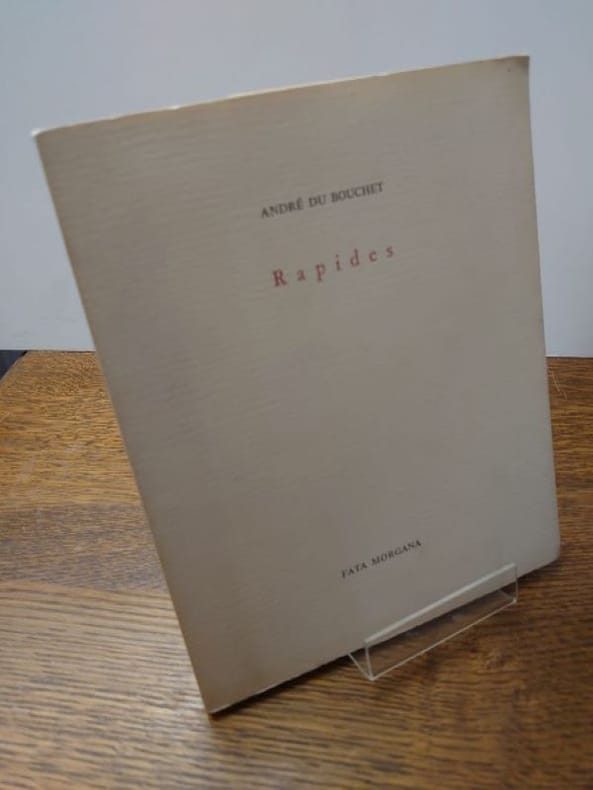 ANDRÉ DU BOUCHET
Rapides
FATA MORGANA